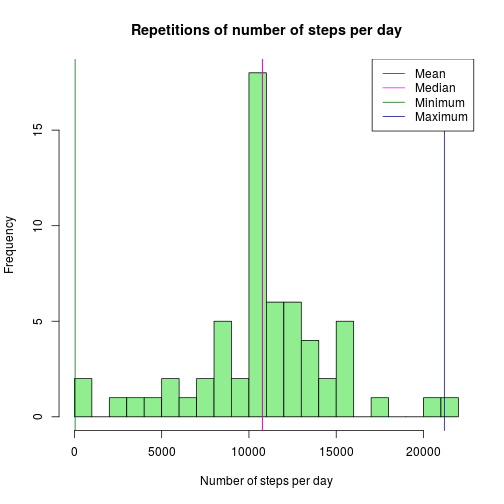 Repetitions of number of steps per day
Mean
Median
Minimum
Maximum
Frequency
15
10
5
0
0 5000 10000 15000 20000
Number of steps per day